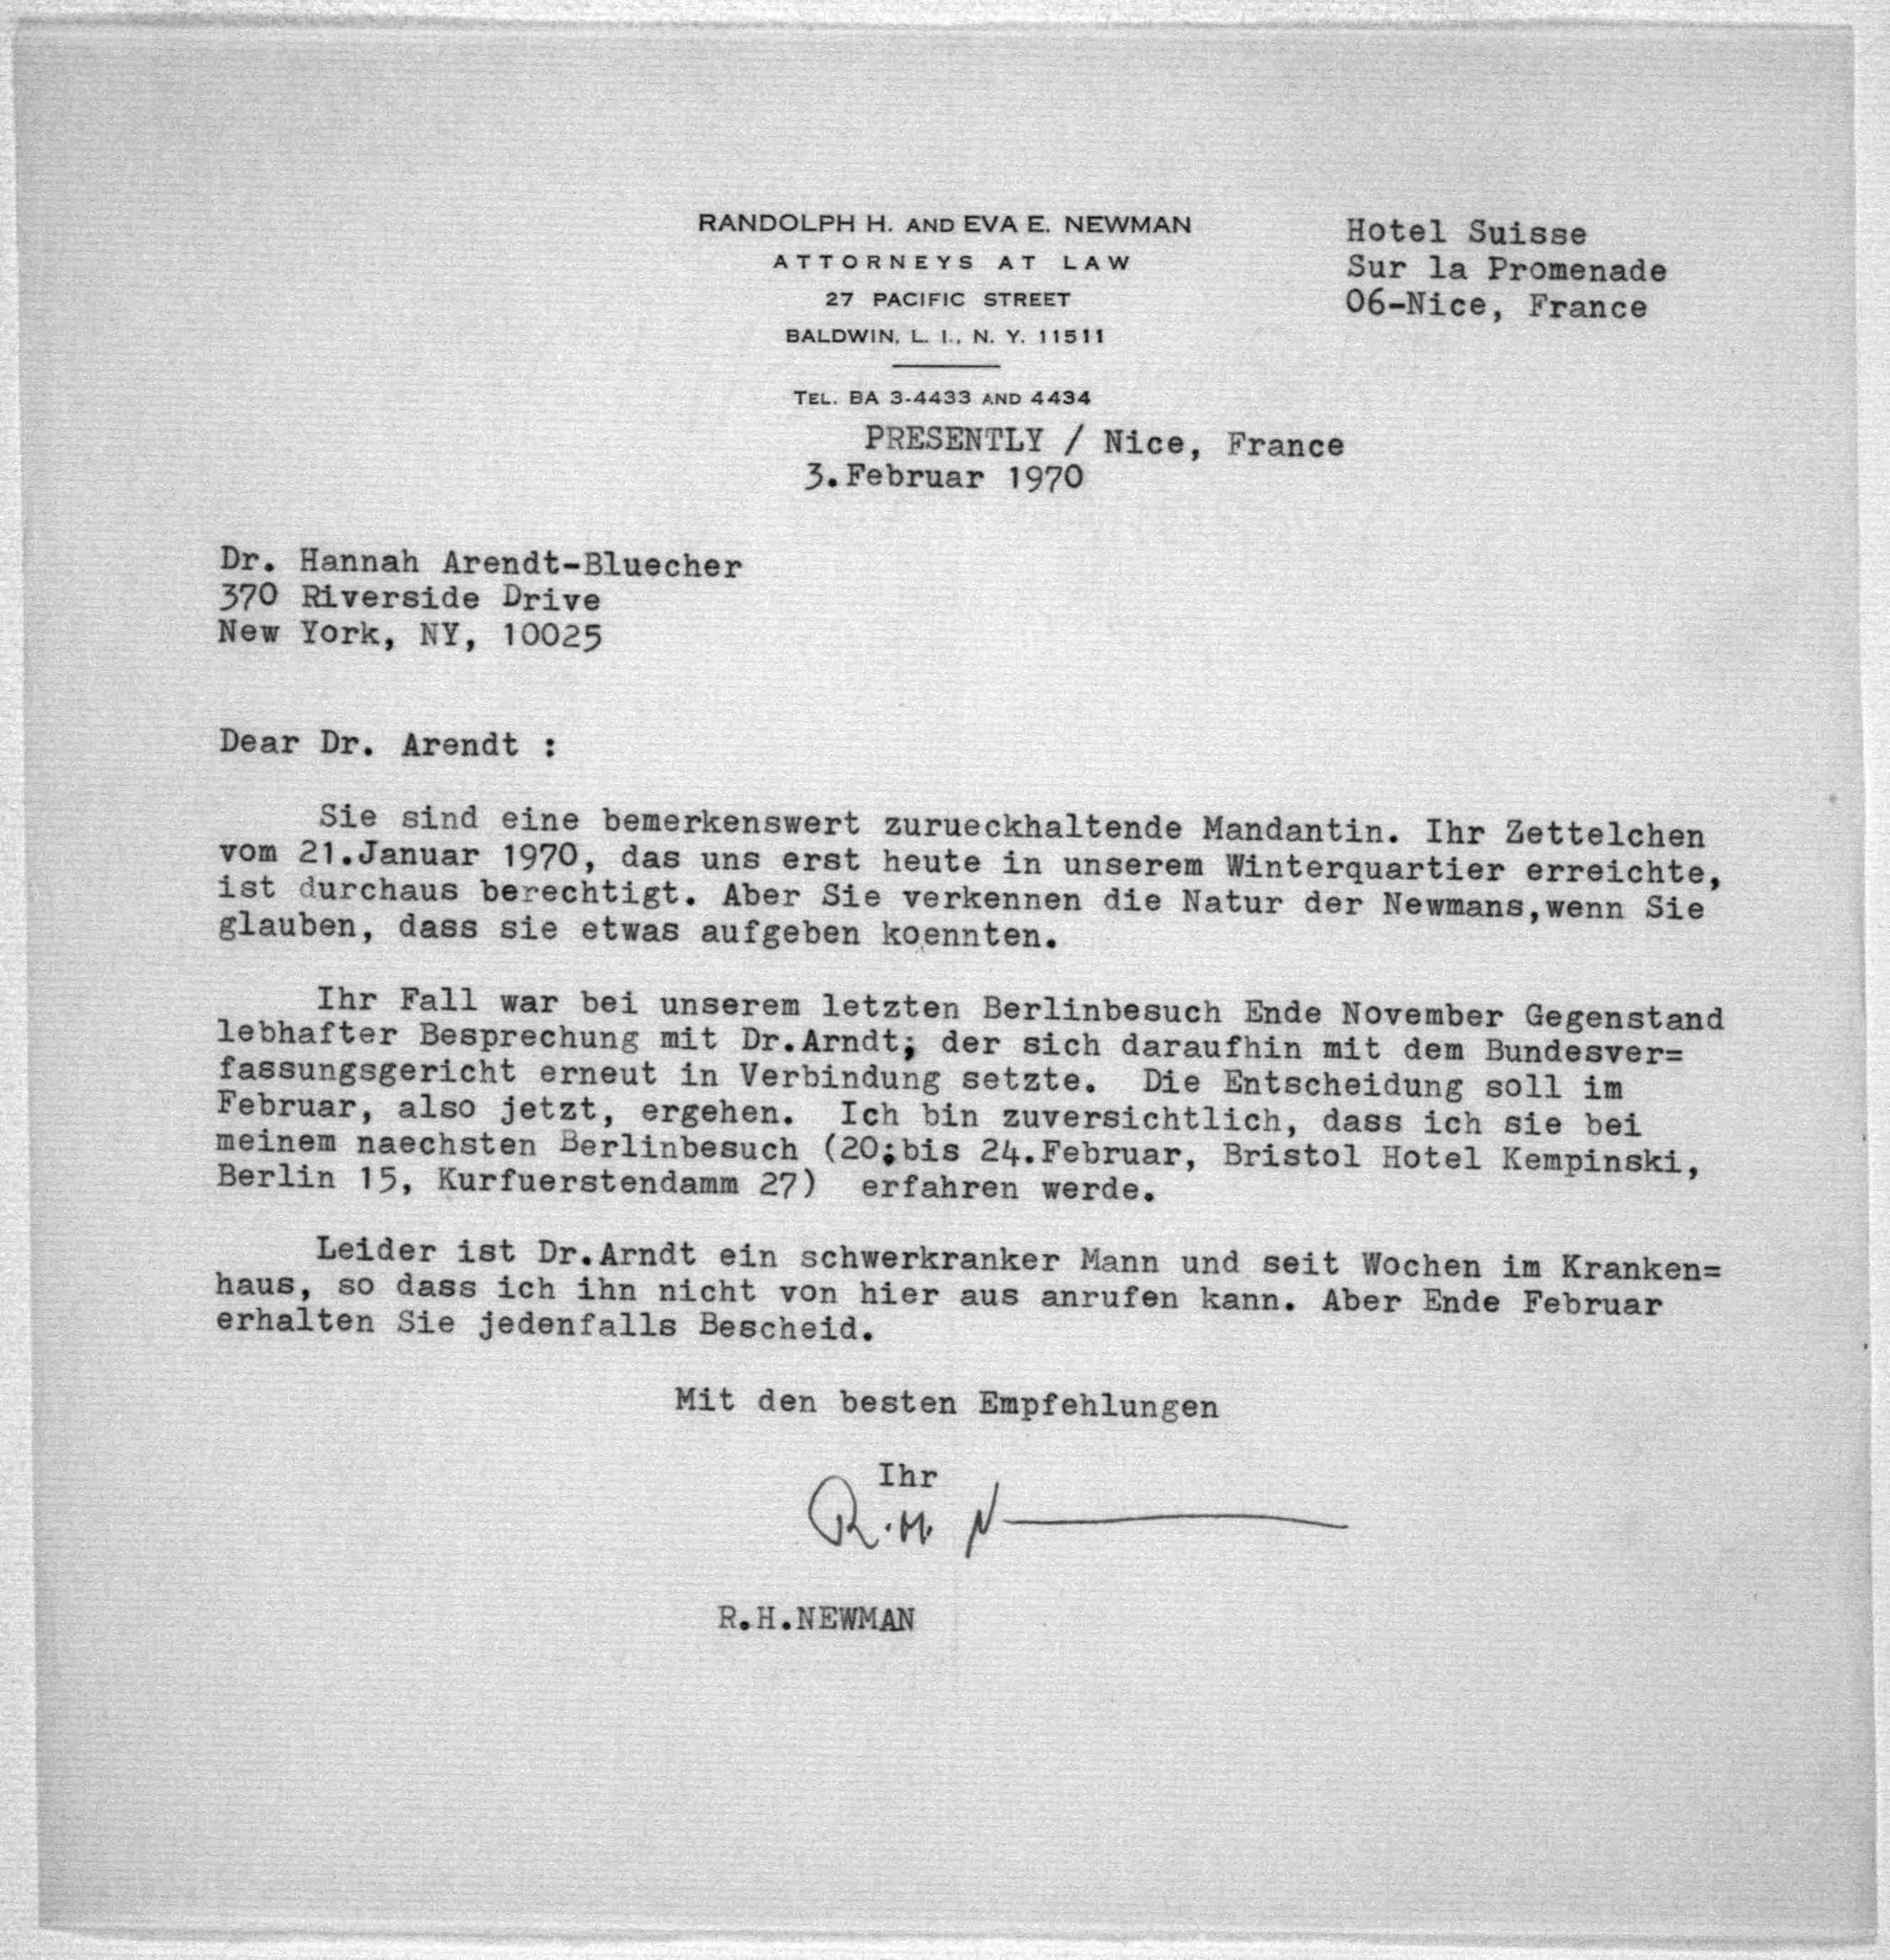 RANDOLPH H. AND EVA E. NEWMAN
ATTORNEYS AT LAW
27 PACIFIC STREET
BALDWIN, L. I., N. Y. 11511
TEL. BA 3-4433 AND 4434
Hotel Suisse
Sur la Promenade
06-Nice, France
PRESENTLY / Nice, France
3.Februar 1970
Dr. Hannah Arendt-Bluecher
370 Riverside Drive
New York, NY, 10025
Dear Dr. Arendt :
Sie sind eine bemerkenswert zurueckhaltende Mandantin. Ihr Zettelchen
vom 21.Januar 1970, das uns erst heute in unserem Winterquartier erreichte,
ist durchaus berechtigt. Aber Sie verkennen die Natur der Newmans,wenn Sie
glauben, dass sie etwas aufgeben koennten.
Ihr Fall war bei unserem letzten Berlinbesuch Ende November Gegenstand
lebhafter Besprechung mit Dr.Arndt; der sich daraufhin mit dem Bundesver=
fassungsgericht erneut in Verbindung setzte. Die Entscheidung soll im
Februar, also jetzt, ergehen. Ich bin zuversichtlich, dass ich sie bei
meinem naechsten Berlinbesuch (20;bis 24.Februar, Bristol Hotel Kempinski,
Berlin 15, Kurfuerstendamm 27) erfahren werde.
Leider ist Dr.Arndt ein schwerkranker Mann und seit Wochen im Kranken=
haus, so dass ich ihn nicht von hier aus anrufen kann. Aber Ende Februar
erhalten Sie jedenfalls Bescheid.
Mit den besten Empfehlungen
Ihr
R.H. N
R.H.NEWMAN